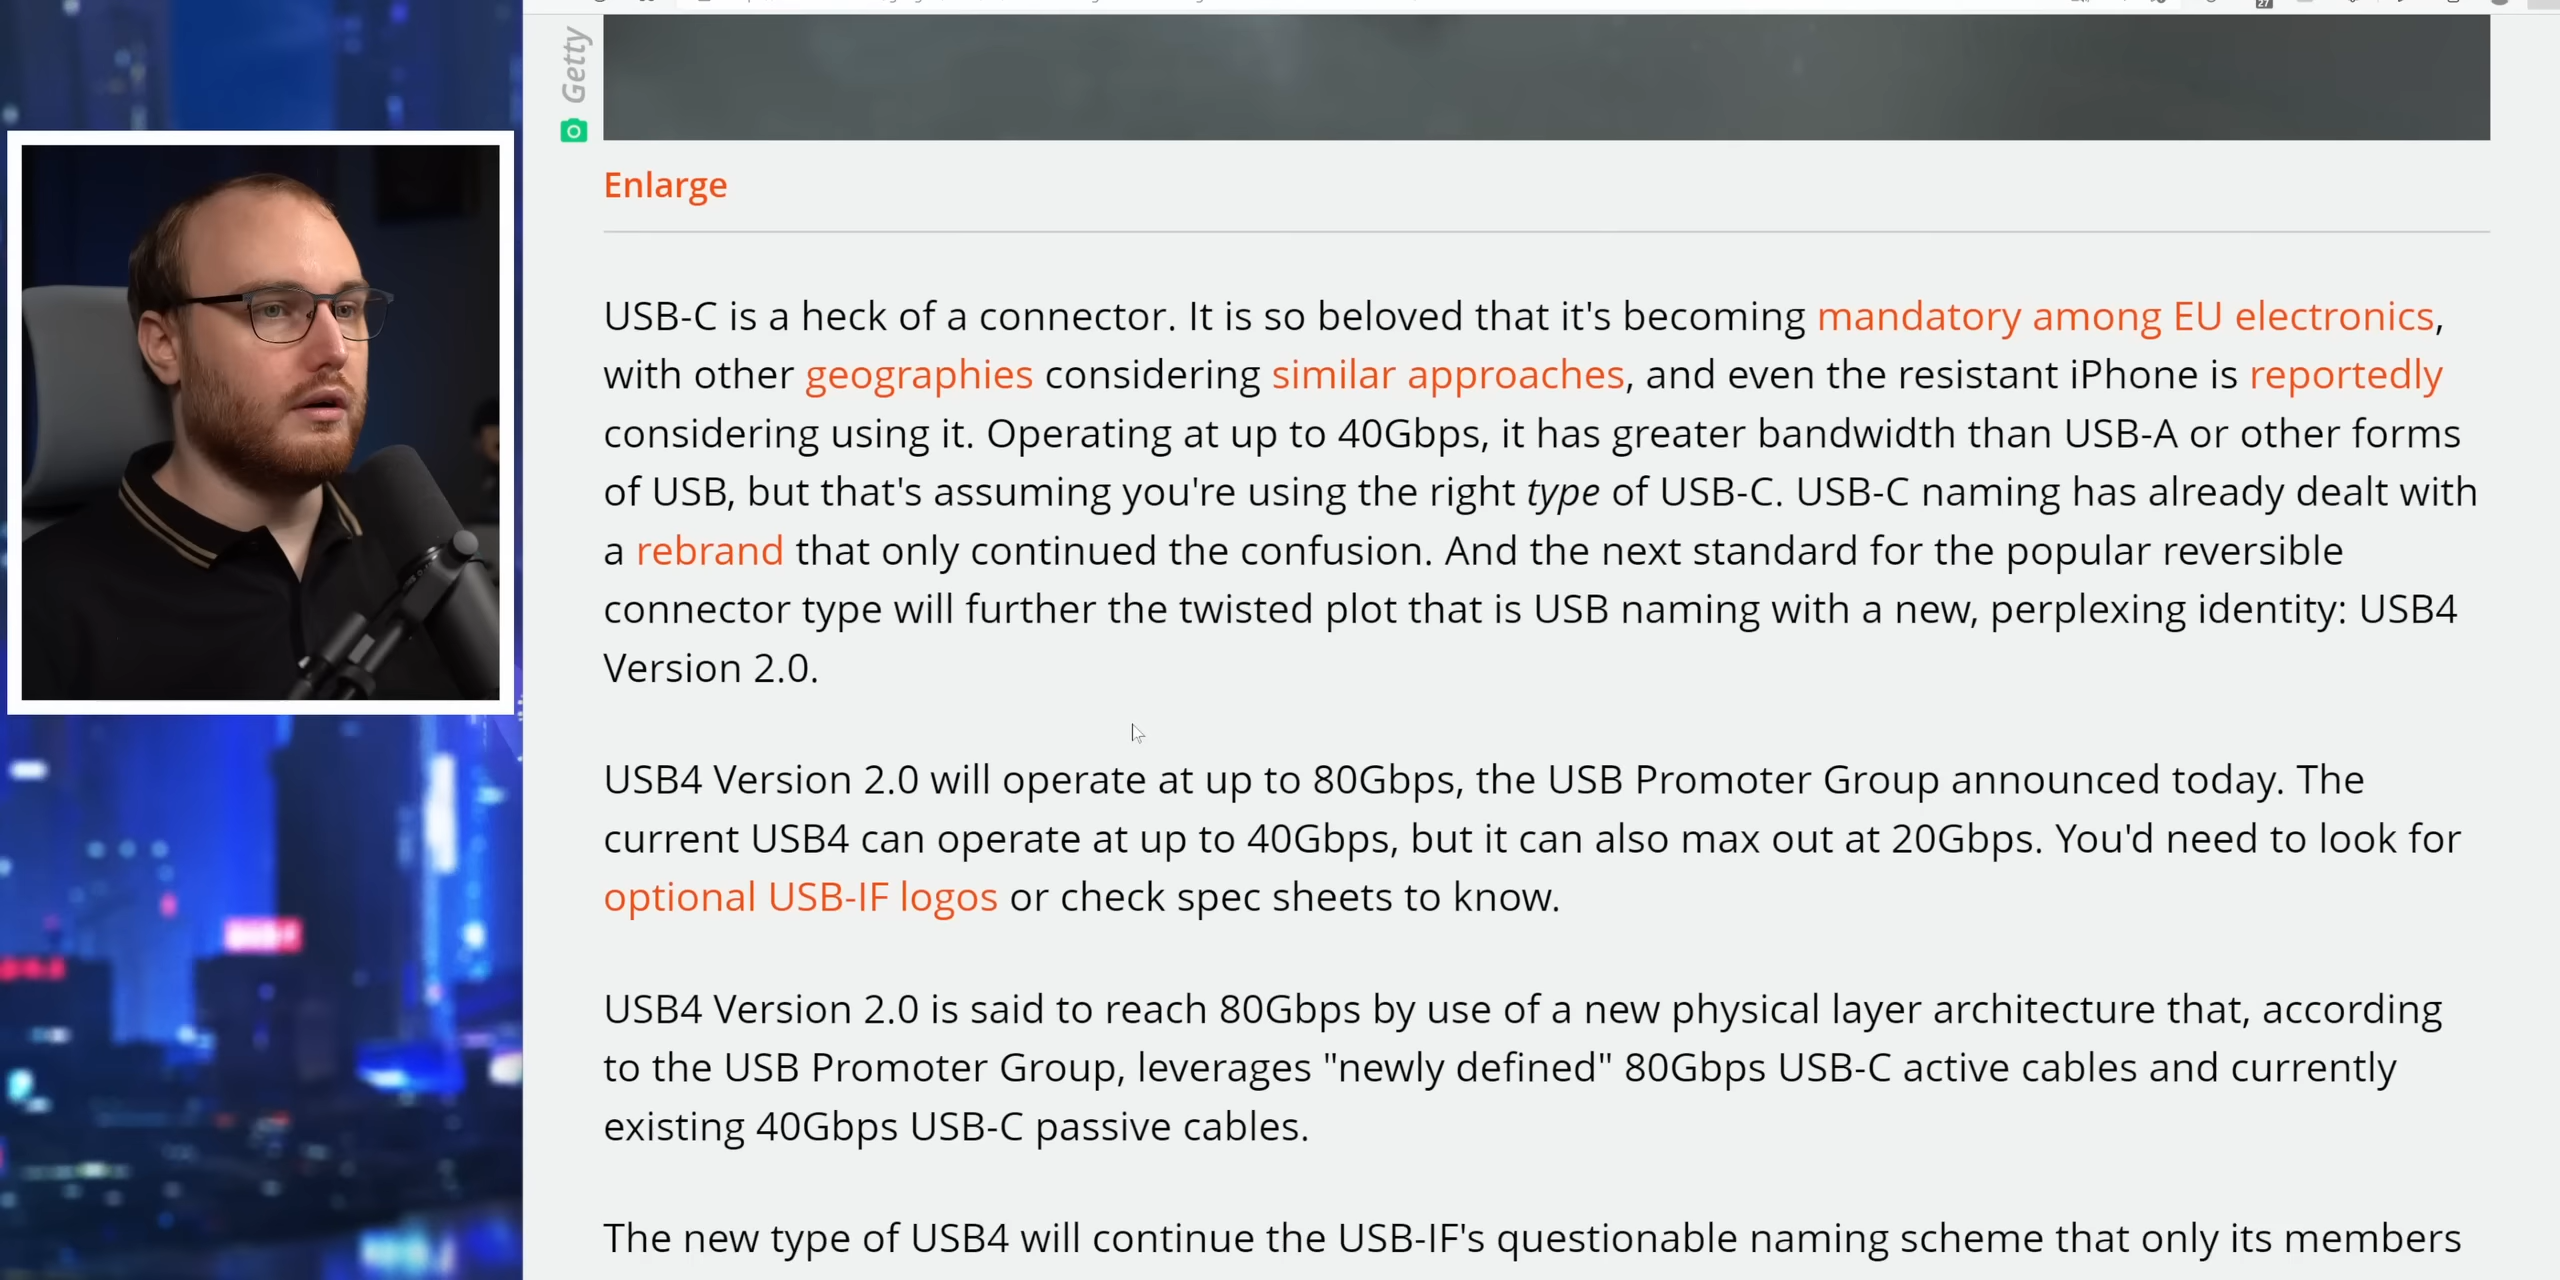 27
Getty
Enlarge
USB-C is a heck of a connector. It is so beloved that it's becoming mandatory among EU electronics,
with other geographies considering similar approaches, and even the resistant iPhone is reportedly
considering using it. Operating at up to 40Gbps, it has greater bandwidth than USB-A or other forms
of USB, but that's assuming you're using the right type of USB-C. USB-C naming has already dealt with
a rebrand that only continued the confusion. And the next standard for the popular reversible
connector type will further the twisted plot that is USB naming with a new, perplexing identity: USB4
Version 2.0.
USB4 Version 2.0 will operate at up to 80Gbps, the USB Promoter Group announced today. The
current USB4 can operate at up to 40Gbps, but it can also max out at 20Gbps. You'd need to look for
optional USB-IF logos or check spec sheets to know.
USB4 Version 2.0 is said to reach 80Gbps by use of a new physical layer architecture that, according
to the USB Promoter Group, leverages "newly defined" 80Gbps USB-C active cables and currently
existing 40Gbps USB-C passive cables.
The new type of USB4 will continue the USB-IF's questionable naming scheme that only its members